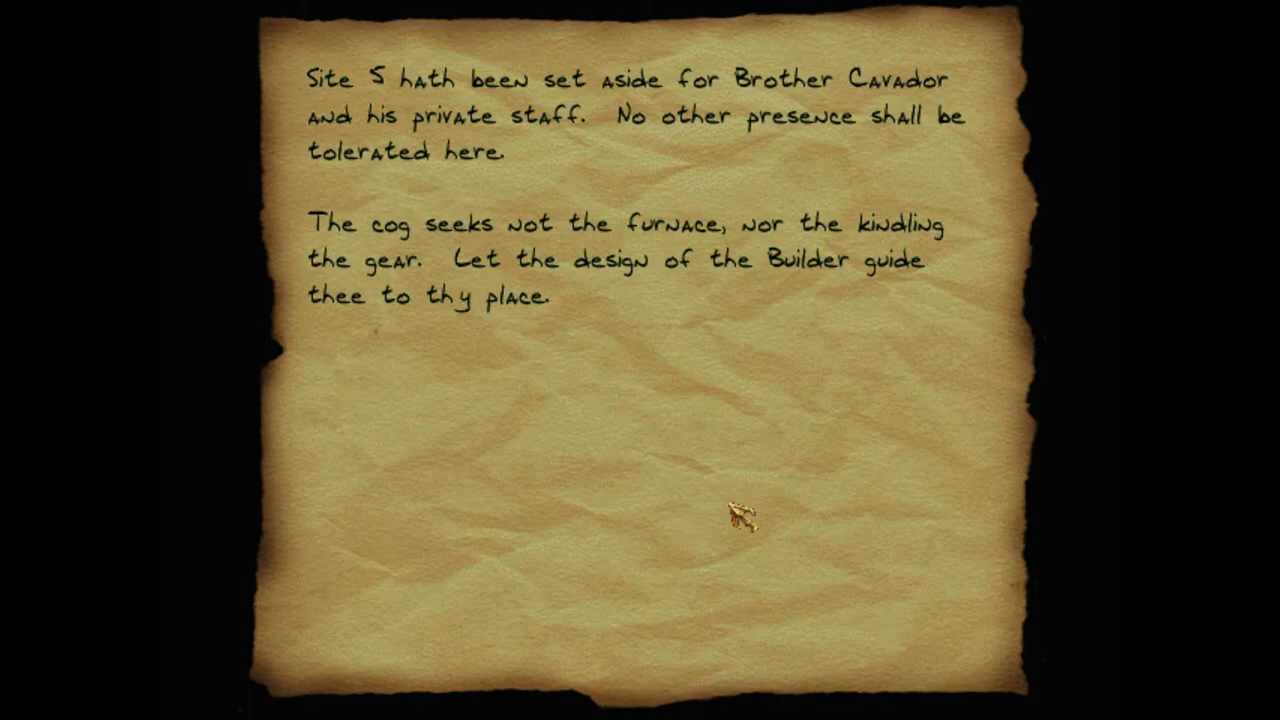 Site 5 hath been set aside for Brother Cavador
and his private staff.  No other presence shall be
tolerated here.
The cog seeks not the furnace, nor the kindling
the gear.  Let the design of the Builder guide
thee to thy place.